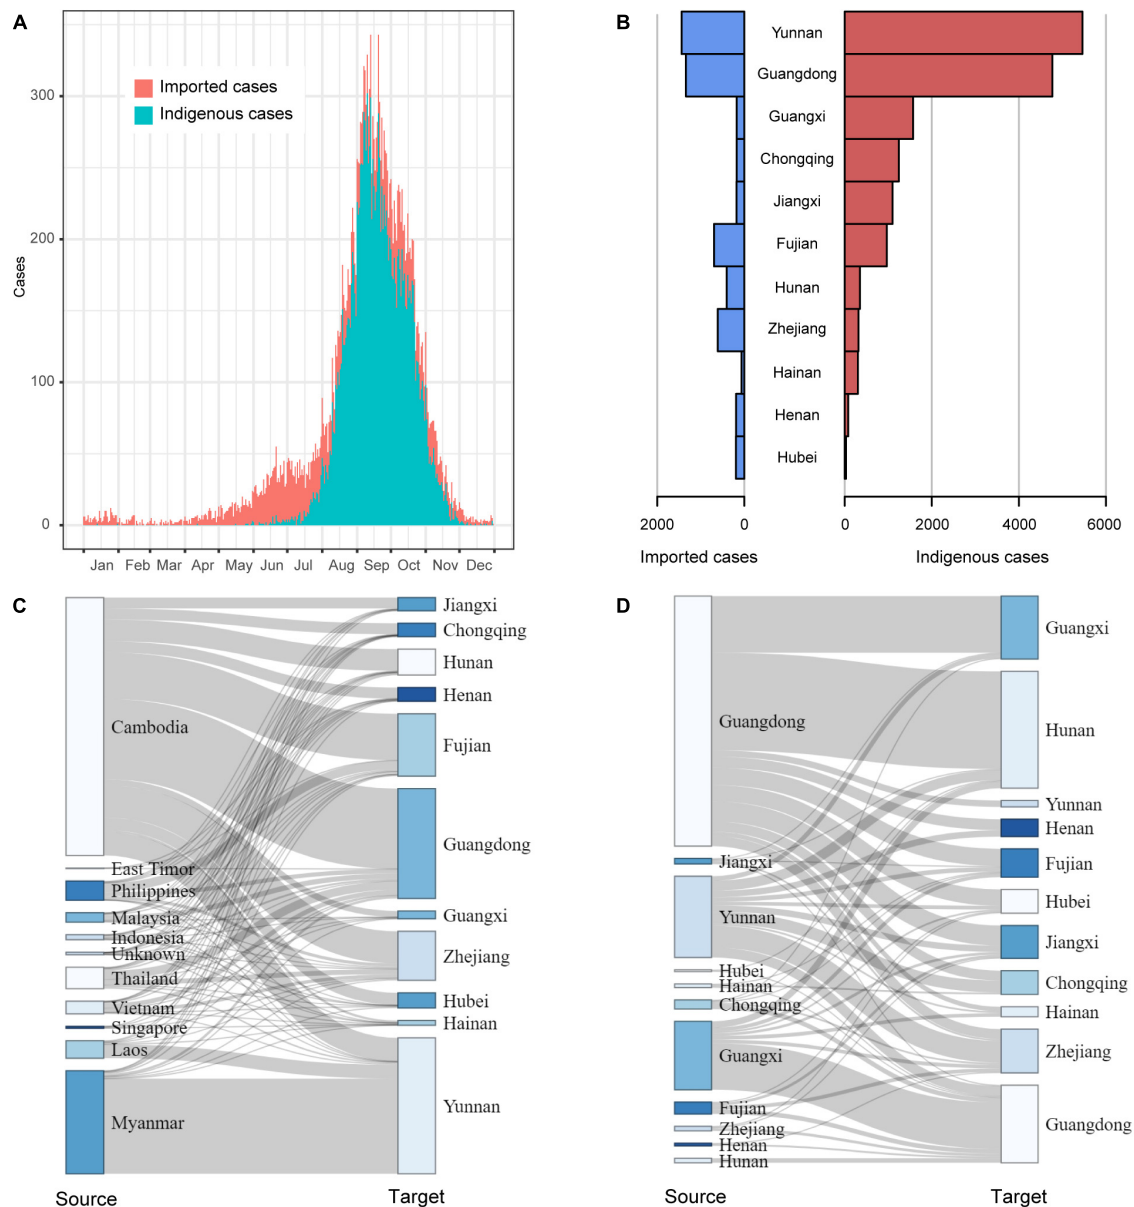 A
Imported cases
Indigenous cases
Cases
300
200
100
0
Jan Feb Mar Apr May Jun Jul Aug Sep Oct Nov Dec
B
Yunnan
Guangdong
Guangxi
Chongqing
Jiangxi
Fujian
Hunan
Zhejiang
Hainan
Henan
Hubei
2000 0 0 2000 4000 6000
Imported cases Indigenous cases
C
Cambodia
East Timor
Philippines
Malaysia
Indonesia
Unknown
Thailand
Vietnam
Singapore
Laos
Myanmar
Jiangxi
Chongqing
Hunan
Henan
Fujian
Guangdong
Guangxi
Zhejiang
Hubei
Hainan
Yunnan
Source Target
D
Guangdong
Jiangxi
Yunnan
Hubei
Hainan
Chongqing
Guangxi
Fujian
Zhejiang
Henan
Hunan
Guangxi
Hunan
Yunnan
Henan
Fujian
Hubei
Jiangxi
Chongqing
Hainan
Zhejiang
Guangdong
Source Target